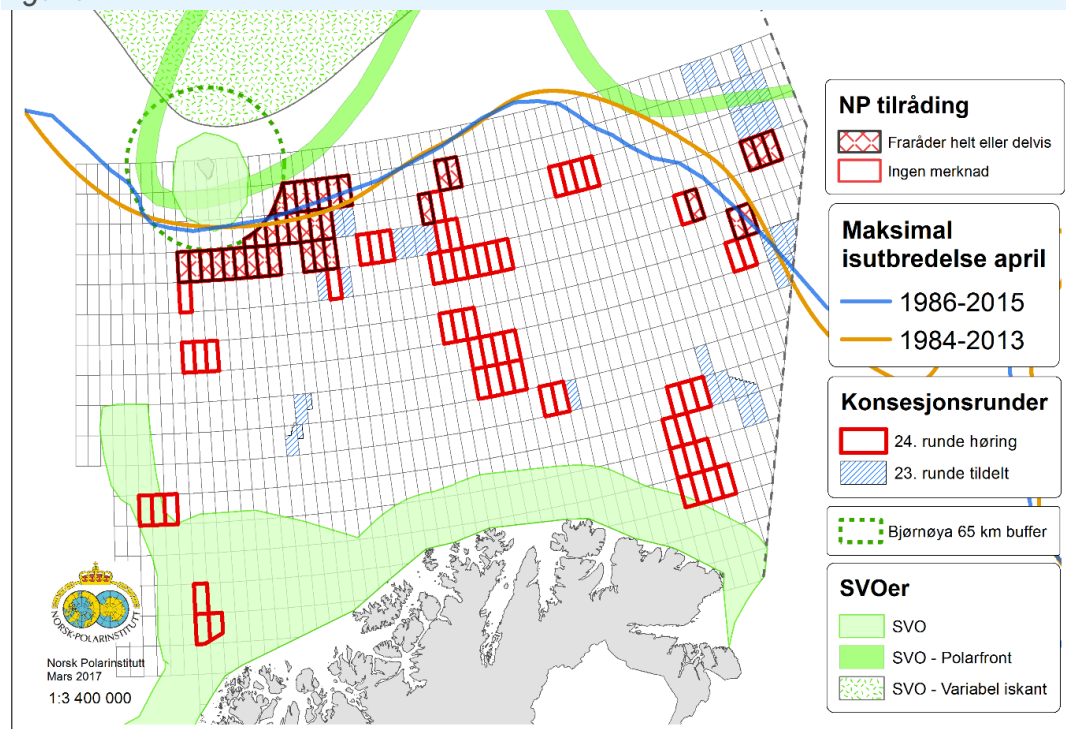 NP tilråding
Fraråder helt eller delvis
Ingen merknad
Maksimal
isutbredelse april
1986-2015
1984-2013
Konsesjonsrunder
24. runde høring
23. runde tildelt
Bjørnøya 65 km buffer
SVOer
SVO
SVO - Polarfront
SVO - Variabel iskant
NORSK-POLARINSTITUTT
Norsk Polarinstitutt
Mars 2017
1:3 400 000